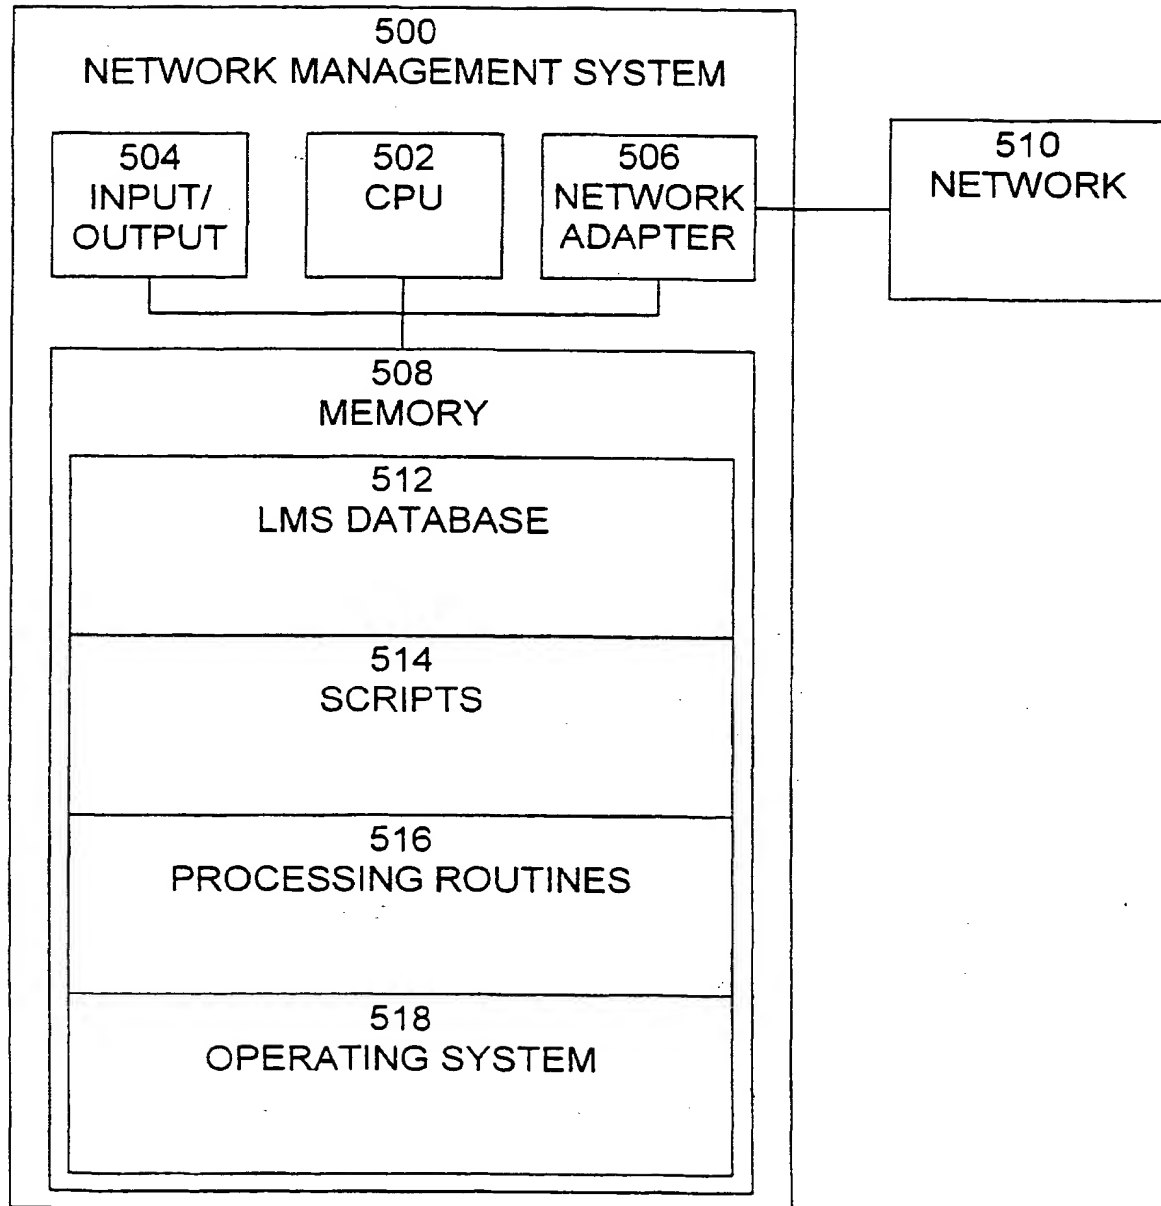 500
NETWORK MANAGEMENT SYSTEM
504
INPUT/
OUTPUT
502
CPU
506
NETWORK
ADAPTER
510
NETWORK
508
MEMORY
512
LMS DATABASE
514
SCRIPTS
516
PROCESSING ROUTINES
518
OPERATING SYSTEM